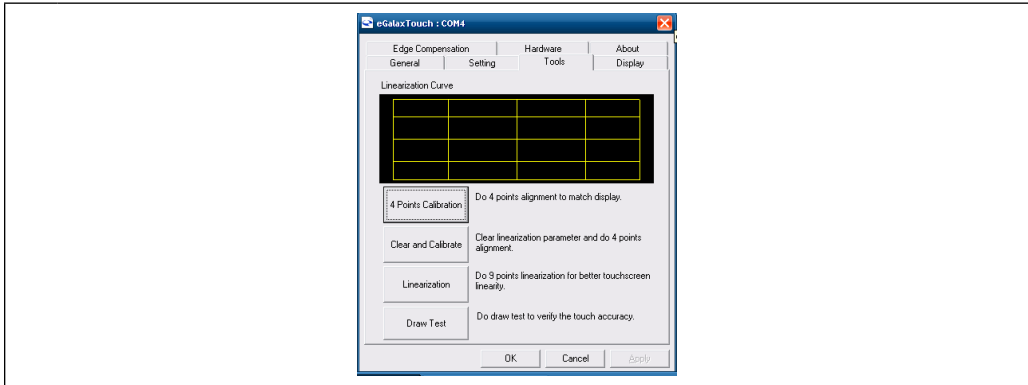 eGalaxTouch : COM4
Edge Compensation Hardware About
General Setting Tools Display
Linearization Curve
4 Points Calibration Do 4 points alignment to match display.
Clear and Calibrate Clear linearization parameter and do 4 points
alignment.
Linearization Do 9 points linearization for better touchscreen
linearity.
Draw Test Do draw test to verify the touch accuracy.
OK Cancel Apply